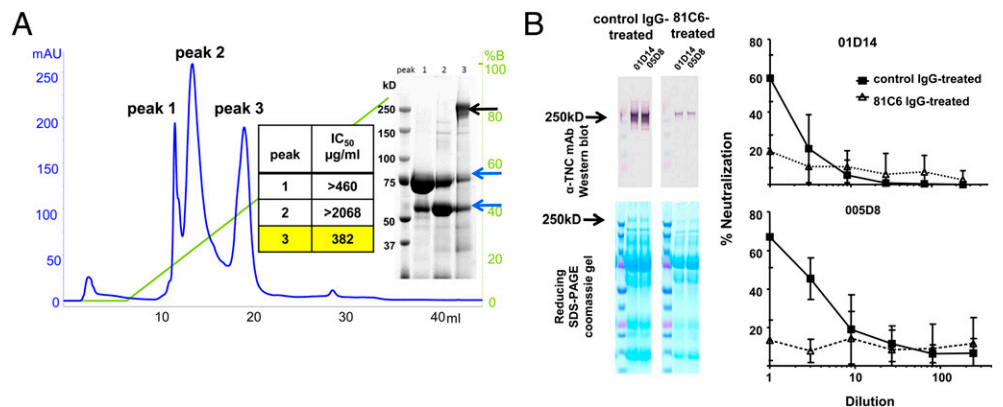 A
mAU
250
200
150
100
50
0
10
20
30
40 ml
%B
100
80
60
40
20
0
peak 1
peak 2
peak 3
peak
IC50
µg/ml
1
>460
2
>2068
3
382
peak 1 2 3
kD
250
150
100
75
50
37
B
control IgG-
treated
81C6-
treated
01D14
05D8
01D14
05D8
250kD
α-TNC mAb
Western blot
250kD
Reducing
SDS-PAGE
coomassie gel
% Neutralization
80
60
40
20
01D14
control IgG-treated
81C6 IgG-treated
005D8
80
60
40
20
1
10
100
Dilution